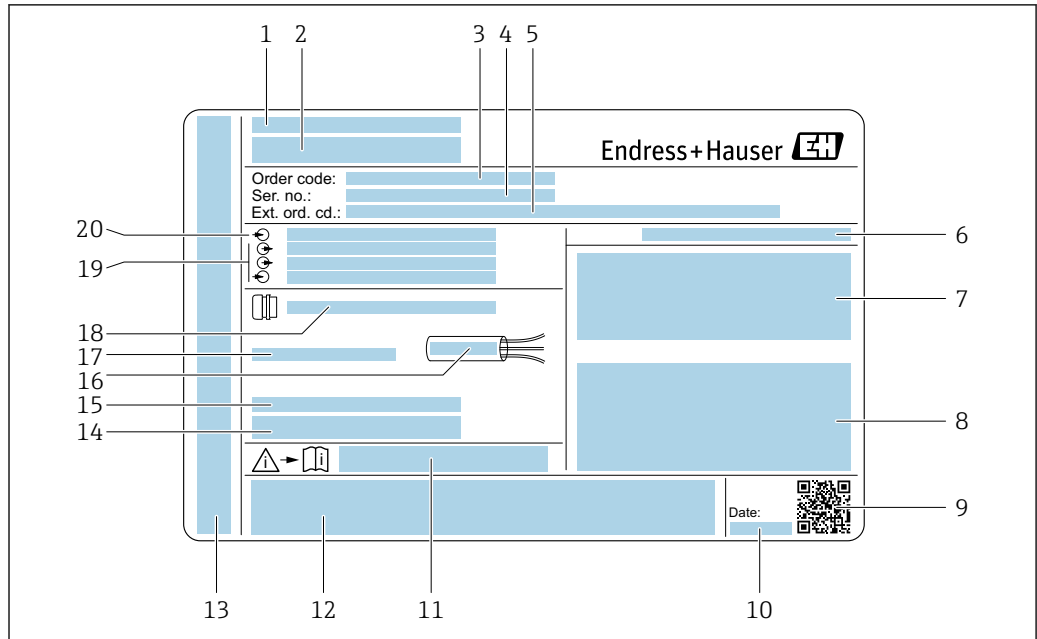 1 2 3 4 5
Endress+Hauser EH
Order code:
Ser. no.:
Ext. ord. cd.:
20
19
6
7
i
18
17
16
15
14
8
i i
Date:
9
13 12 11 10